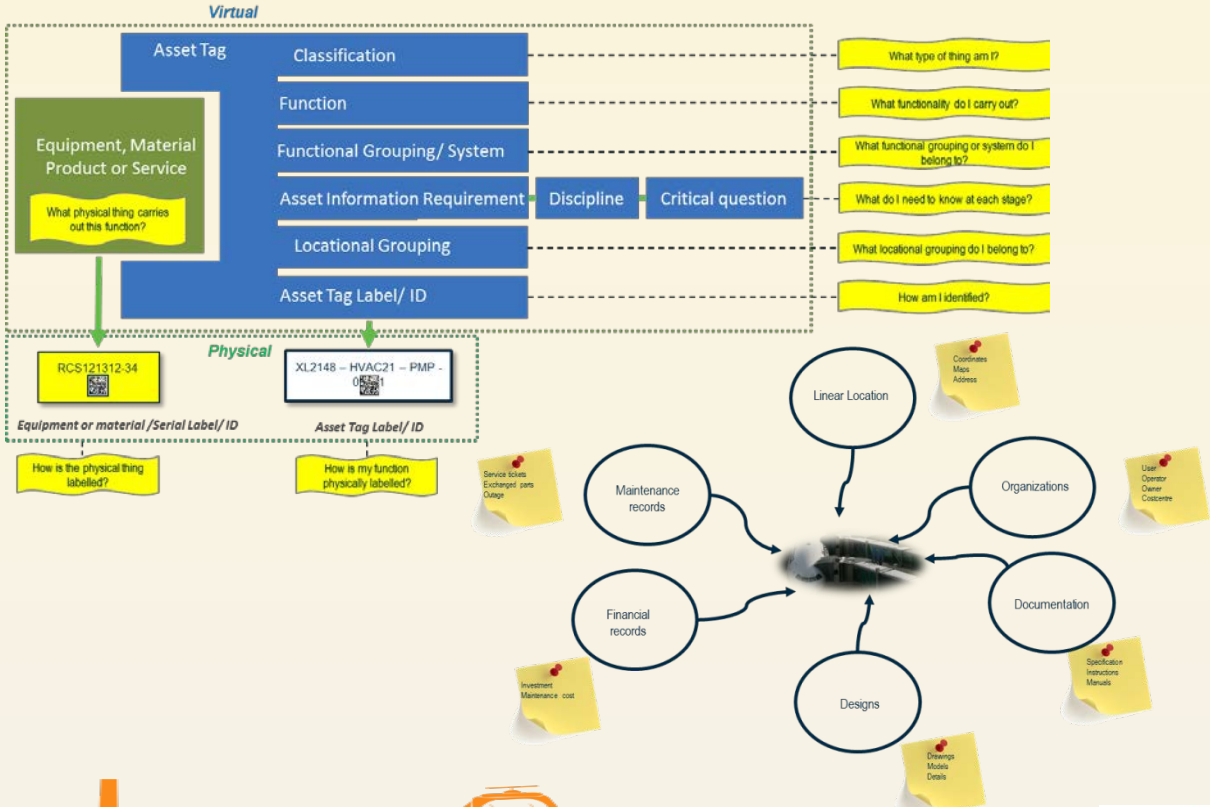 Virtual
Asset Tag
Classification
What type of thing am I?
Function
What functionality do I carry out?
Equipment, Material
Product or Service
Functional Grouping/ System
What functional grouping or system do I
belong to?
What physical thing carries
out this function?
Asset Information Requirement
Discipline
Critical question
What do I need to know at each stage?
Locational Grouping
What locational grouping do I belong to?
Asset Tag Label/ ID
How am I identified?
Physical
RCS121312-34
XL2148 – HVAC21 – PMP -
Equipment or material /Serial Label/ ID
Asset Tag Label/ ID
How is the physical thing
labelled?
How is my function
physically labelled?
Linear Location
Coordinates
Maps
Address
Maintenance
records
Service tickets
Exchanged parts
Outage
Organizations
User
Operator
Owner
Costcentre
Financial
records
Investment
Maintenance cost
Documentation
Specification
Instructions
Manuals
Designs
Drawings
Models
Details